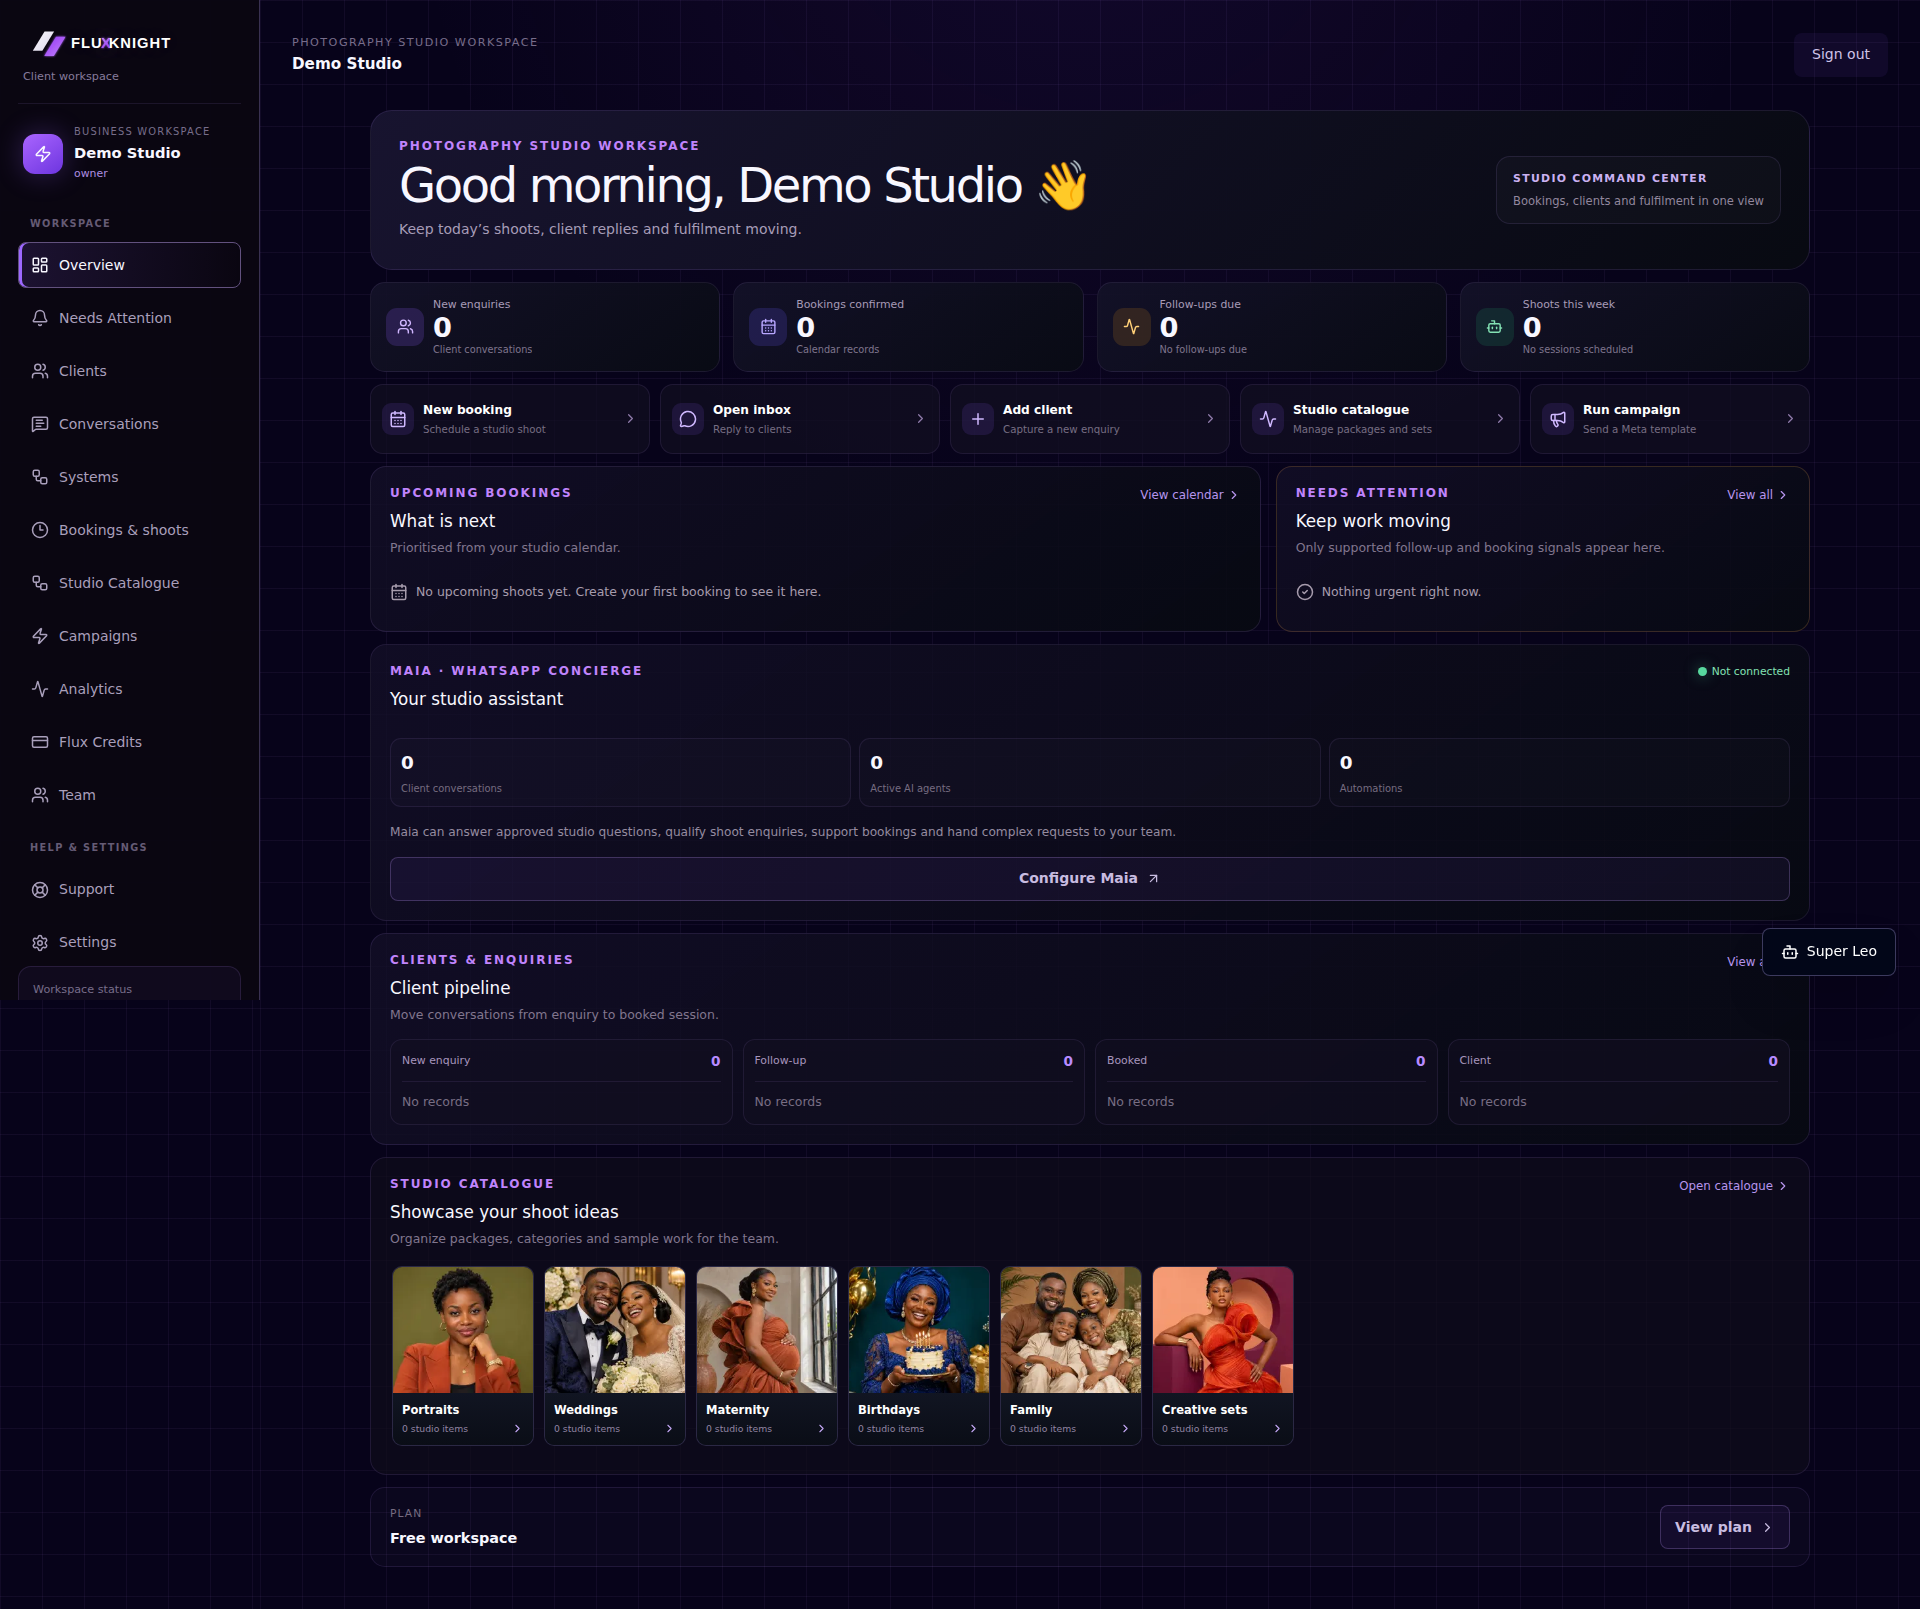 FLUXKNIGHT
Client workspace
BUSINESS WORKSPACE
Demo Studio
owner
WORKSPACE
Overview
Needs Attention
Clients
Conversations
Systems
Bookings & shoots
Studio Catalogue
Campaigns
Analytics
Flux Credits
Team
HELP & SETTINGS
Support
Settings
Workspace status
PHOTOGRAPHY STUDIO WORKSPACE
Demo Studio
Sign out
PHOTOGRAPHY STUDIO WORKSPACE
Good morning, Demo Studio 👋
Keep today’s shoots, client replies and fulfilment moving.
STUDIO COMMAND CENTER
Bookings, clients and fulfilment in one view
New enquiries
0
Client conversations
Bookings confirmed
0
Calendar records
Follow-ups due
0
No follow-ups due
Shoots this week
0
No sessions scheduled
New booking
Schedule a studio shoot
Open inbox
Reply to clients
Add client
Capture a new enquiry
Studio catalogue
Manage packages and sets
Run campaign
Send a Meta template
UPCOMING BOOKINGS
View calendar
What is next
Prioritised from your studio calendar.
No upcoming shoots yet. Create your first booking to see it here.
NEEDS ATTENTION
View all
Keep work moving
Only supported follow-up and booking signals appear here.
Nothing urgent right now.
MAIA · WHATSAPP CONCIERGE
Not connected
Your studio assistant
0
Client conversations
0
Active AI agents
0
Automations
Maia can answer approved studio questions, qualify shoot enquiries, support bookings and hand complex requests to your team.
Configure Maia
CLIENTS & ENQUIRIES
View
Super Leo
Client pipeline
Move conversations from enquiry to booked session.
New enquiry 0
No records
Follow-up 0
No records
Booked 0
No records
Client 0
No records
STUDIO CATALOGUE
Open catalogue
Showcase your shoot ideas
Organize packages, categories and sample work for the team.
Portraits
0 studio items
Weddings
0 studio items
Maternity
0 studio items
Birthdays
0 studio items
Family
0 studio items
Creative sets
0 studio items
PLAN
Free workspace
View plan